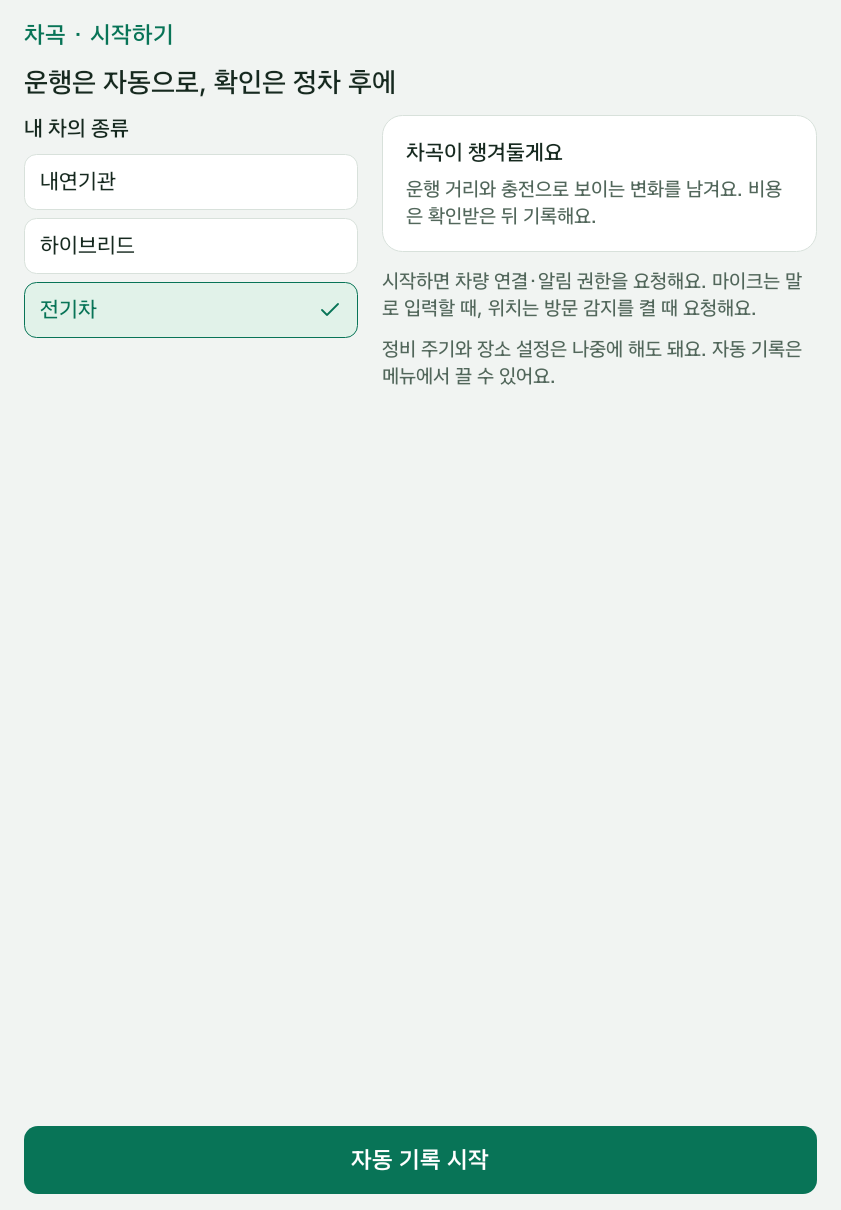 차곡 · 시작하기
운행은 자동으로, 확인은 정차 후에
내 차의 종류
내연기관
하이브리드
전기차
차곡이 챙겨둘게요
운행 거리와 충전으로 보이는 변화를 남겨요. 비용
은 확인받은 뒤 기록해요.
시작하면 차량 연결·알림 권한을 요청해요. 마이크는 말
로 입력할 때, 위치는 방문 감지를 켤 때 요청해요.
정비 주기와 장소 설정은 나중에 해도 돼요. 자동 기록은
메뉴에서 끌 수 있어요.
자동 기록 시작